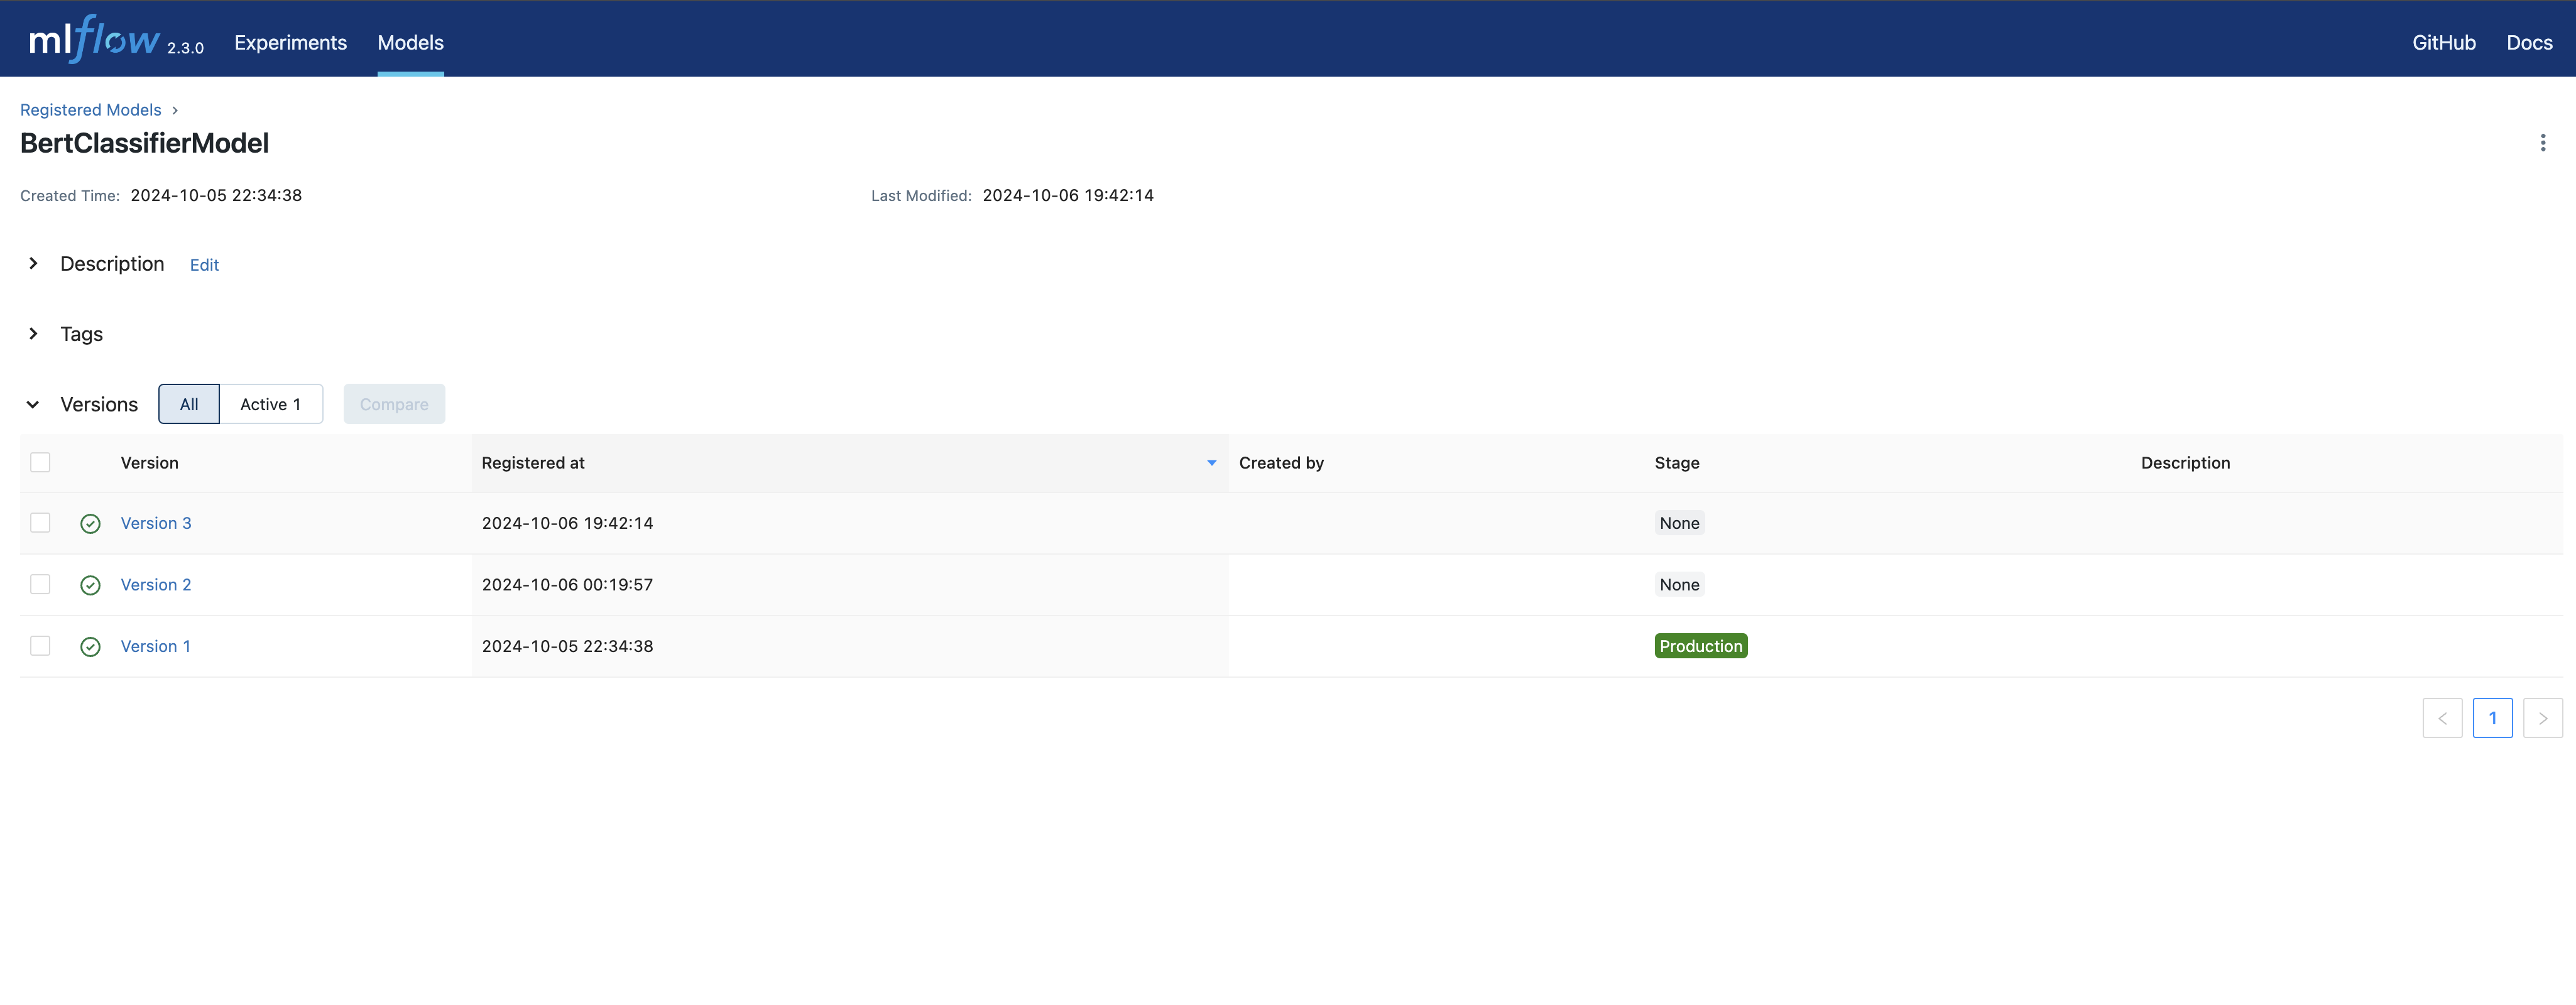 mlflow 2.3.0 Experiments Models GitHub Docs
Registered Models
BertClassifierModel
Created Time: 2024-10-05 22:34:38 Last Modified: 2024-10-06 19:42:14
Description Edit
Tags
Versions All Active 1 Compare
Version Registered at Created by Stage Description
Version 3 2024-10-06 19:42:14 None
Version 2 2024-10-06 00:19:57 None
Version 1 2024-10-05 22:34:38 Production
1